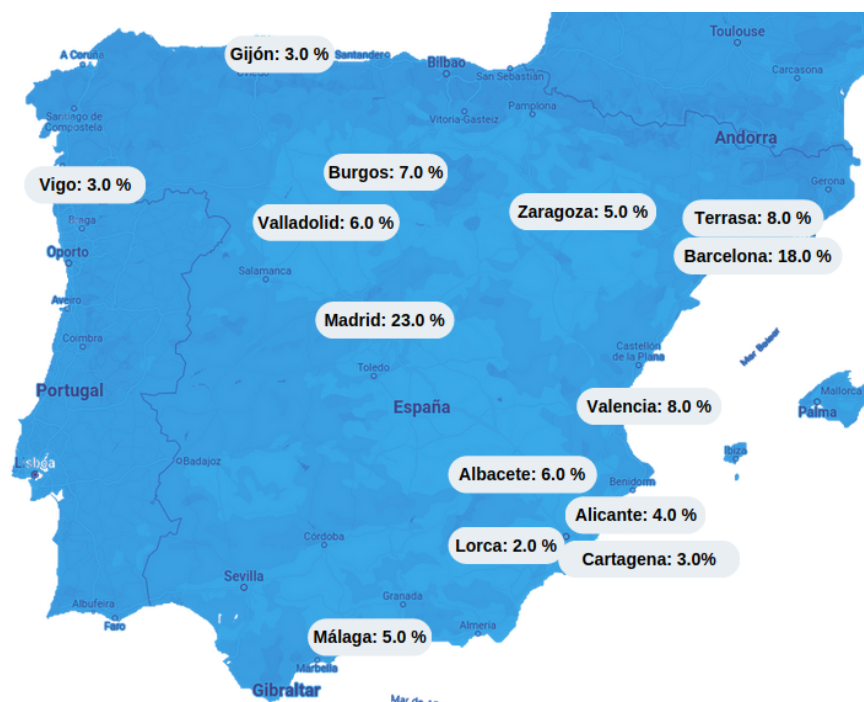 Toulouse
A Coruña
Gijón: 3.0 %
Santandero
Bilbao
San Sebastián
Carcasona
Oviedo
Santiago de
Compostela
Vitoria-Gasteiz
Pamplona
Andorra
Burgos: 7.0 %
Vigo: 3.0 %
Gerona
Zaragoza: 5.0 %
Terrasa: 8.0 %
Braga
Valladolid: 6.0 %
Oporto
Barcelona: 18.0 %
Salamanca
Aveiro
Madrid: 23.0 %
Coimbra
Castellón
de la Plana
Mar Balear
Toledo
Portugal
España
Valencia: 8.0 %
Mallorca
Palma
Ibiza
Lisboa
Badajoz
Albacete: 6.0 %
Benidorm
Alicante: 4.0 %
Córdoba
Lorca: 2.0 %
Cartagena: 3.0%
Sevilla
Granada
Albufeira
Faro
Málaga: 5.0 %
Almería
Marbella
Gibraltar
Mar de